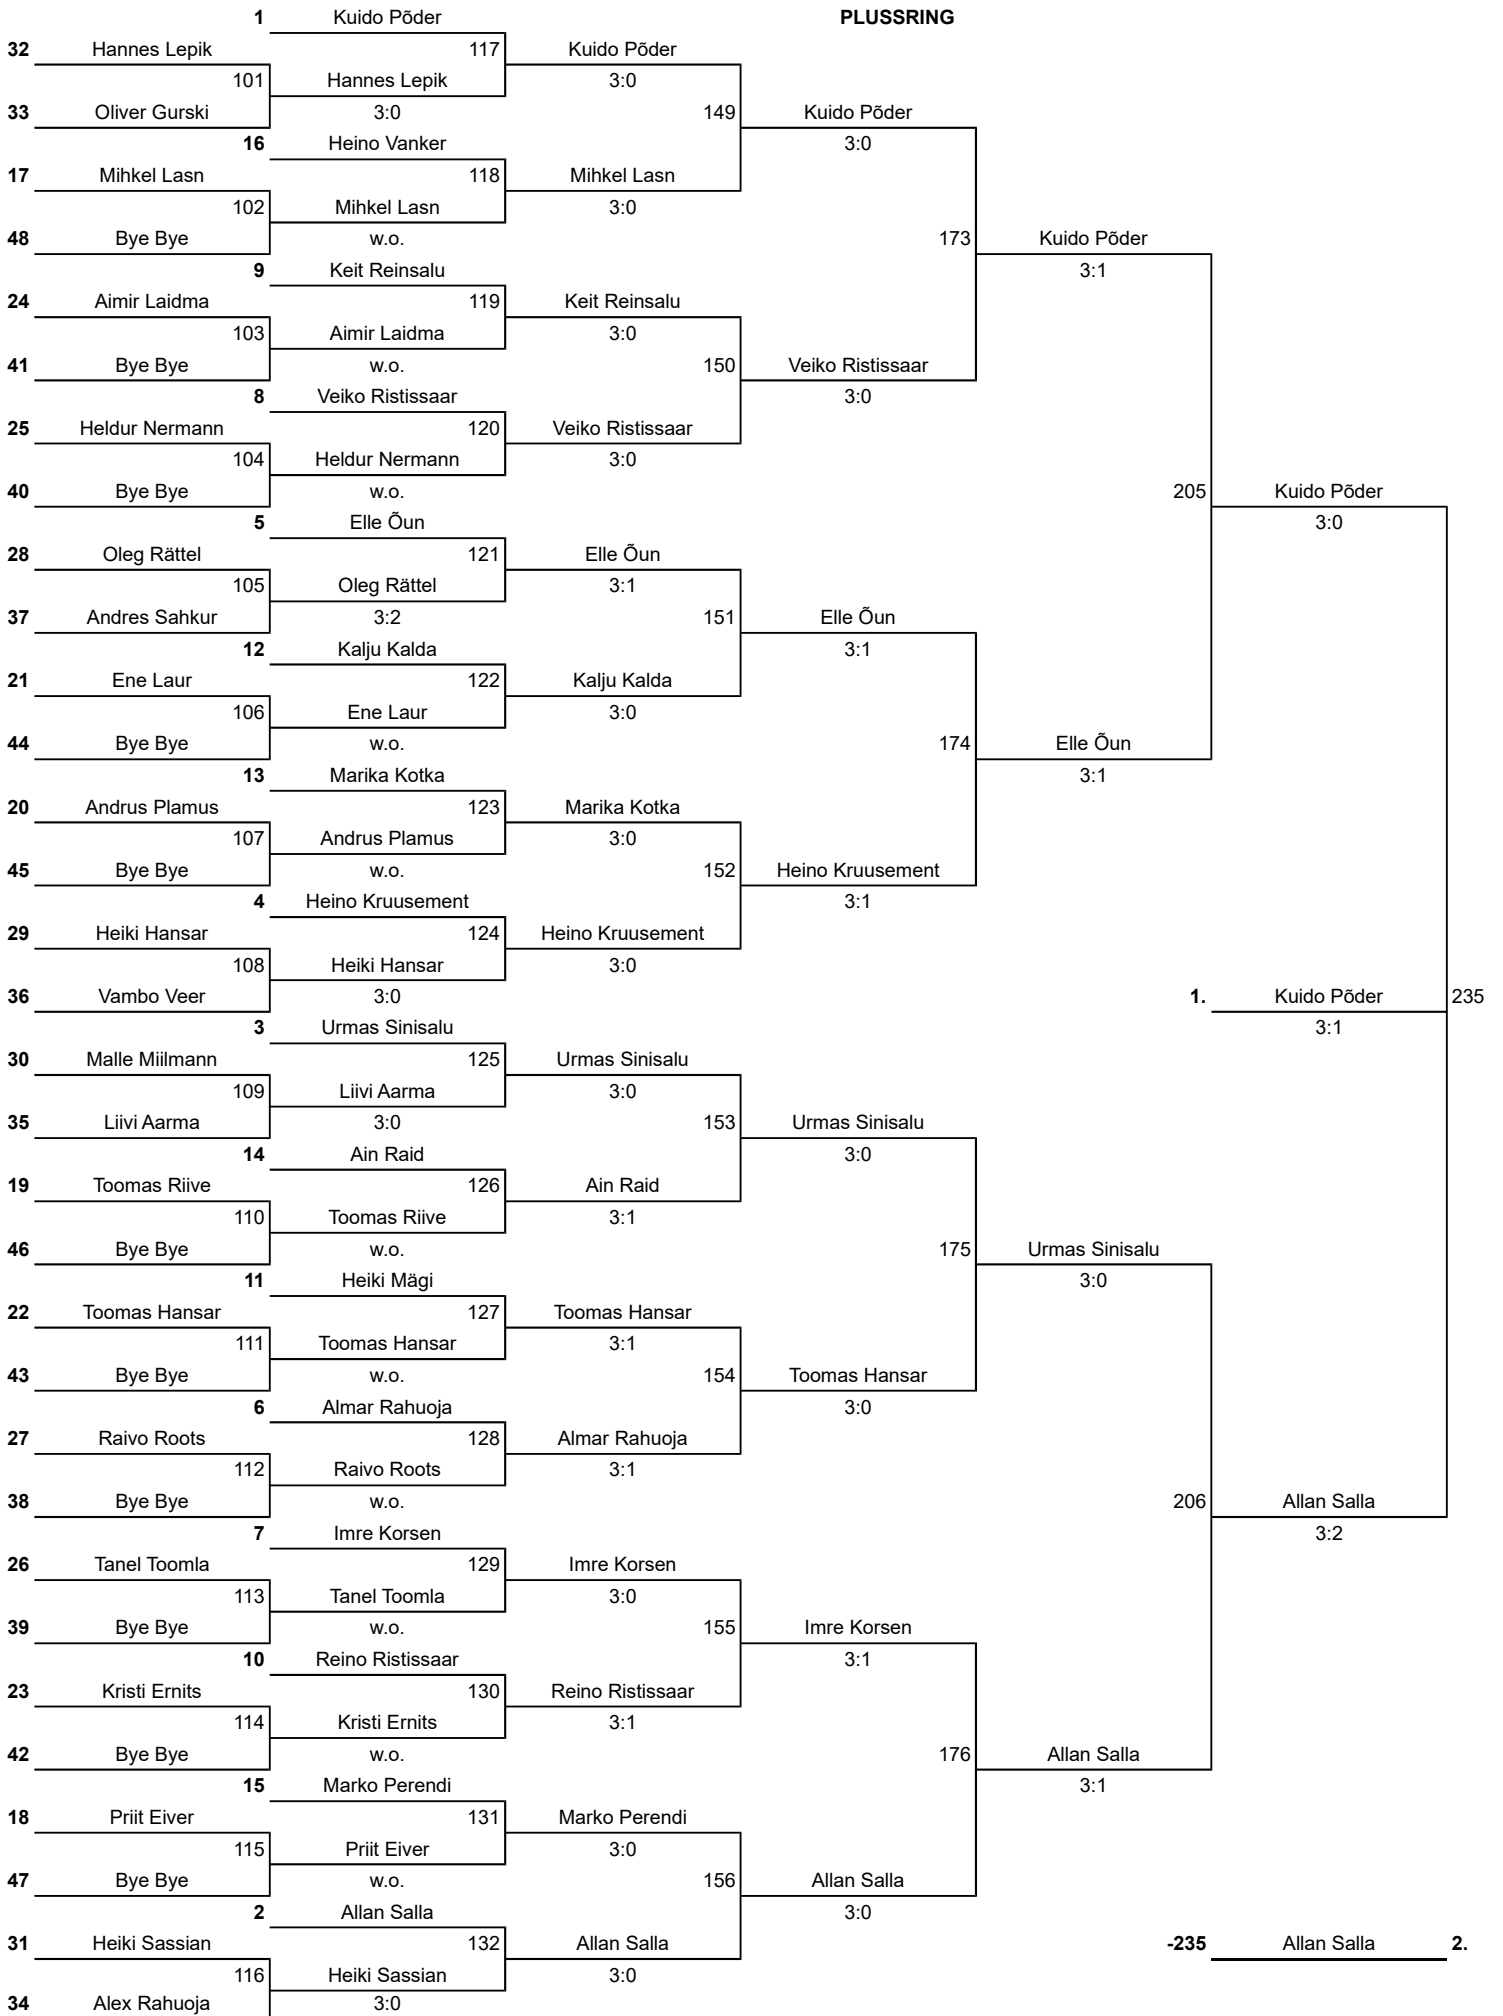 1 Kuido Põder PLUSSRING
32 Hannes Lepik 117 Kuido Põder
101 Hannes Lepik 3:0
33 Oliver Gurski 3:0 149 Kuido Põder
16 Heino Vanker 3:0
17 Mihkel Lasn 118 Mihkel Lasn
102 Mihkel Lasn 3:0
48 Bye Bye w.o. 173 Kuido Põder
9 Keit Reinsalu 3:1
24 Aimir Laidma 119 Keit Reinsalu
103 Aimir Laidma 3:0
41 Bye Bye w.o. 150 Veiko Ristissaar
8 Veiko Ristissaar 3:0
25 Heldur Nermann 120 Veiko Ristissaar
104 Heldur Nermann 3:0
40 Bye Bye w.o. 205 Kuido Põder
5 Elle Õun 3:0
28 Oleg Rättel 121 Elle Õun
105 Oleg Rättel 3:1
37 Andres Sahkur 3:2 151 Elle Õun
12 Kalju Kalda 3:1
21 Ene Laur 122 Kalju Kalda
106 Ene Laur 3:0
44 Bye Bye w.o. 174 Elle Õun
13 Marika Kotka 3:1
20 Andrus Plamus 123 Marika Kotka
107 Andrus Plamus 3:0
45 Bye Bye w.o. 152 Heino Kruusement
4 Heino Kruusement 3:1
29 Heiki Hansar 124 Heino Kruusement
108 Heiki Hansar 3:0
36 Vambo Veer 3:0 1. Kuido Põder 235
3 Urmas Sinisalu 3:1
30 Malle Miilmann 125 Urmas Sinisalu
109 Liivi Aarma 3:0
35 Liivi Aarma 3:0 153 Urmas Sinisalu
14 Ain Raid 3:0
19 Toomas Riive 126 Ain Raid
110 Toomas Riive 3:1
46 Bye Bye w.o. 175 Urmas Sinisalu
11 Heiki Mägi 3:0
22 Toomas Hansar 127 Toomas Hansar
111 Toomas Hansar 3:1
43 Bye Bye w.o. 154 Toomas Hansar
6 Almar Rahuoja 3:0
27 Raivo Roots 128 Almar Rahuoja
112 Raivo Roots 3:1
38 Bye Bye w.o. 206 Allan Salla
7 Imre Korsen 3:2
26 Tanel Toomla 129 Imre Korsen
113 Tanel Toomla 3:0
39 Bye Bye w.o. 155 Imre Korsen
10 Reino Ristissaar 3:1
23 Kristi Ernits 130 Reino Ristissaar
114 Kristi Ernits 3:1
42 Bye Bye w.o. 176 Allan Salla
15 Marko Perendi 3:1
18 Priit Eiver 131 Marko Perendi
115 Priit Eiver 3:0
47 Bye Bye w.o. 156 Allan Salla
2 Allan Salla 3:0
31 Heiki Sassian 132 Allan Salla -235 Allan Salla 2.
116 Heiki Sassian 3:0
34 Alex Rahuoja 3:0